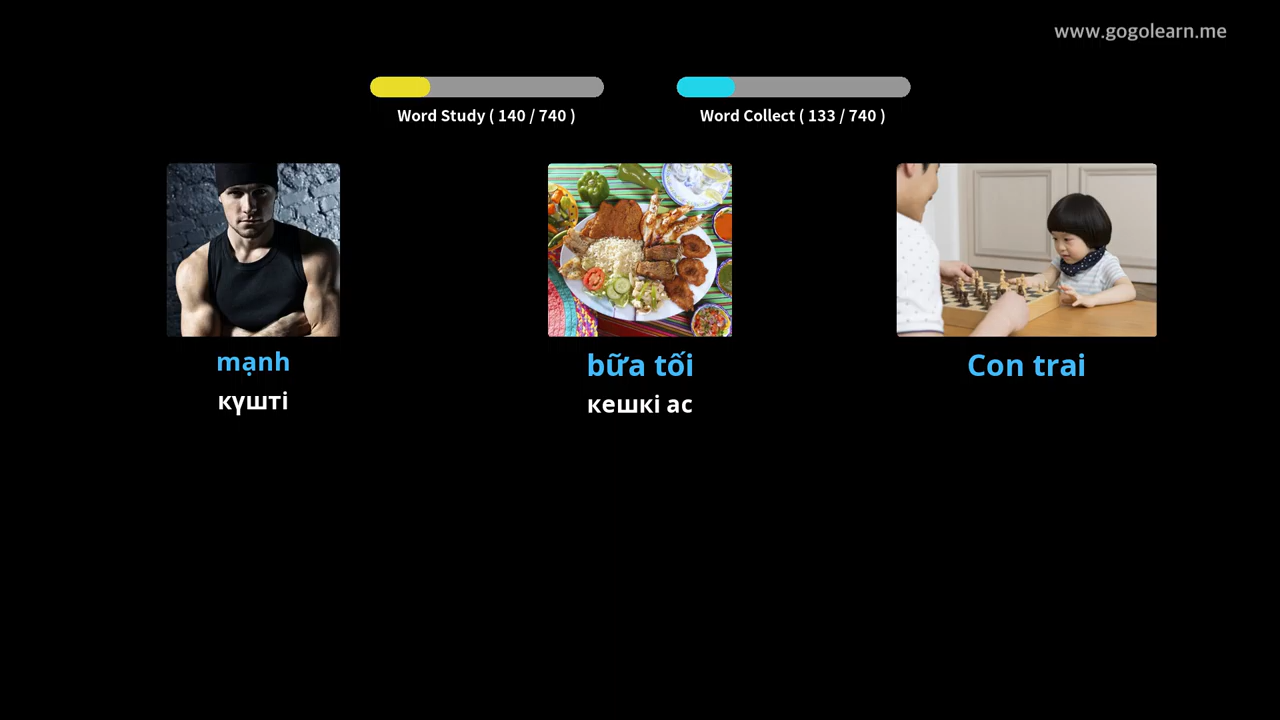 www.gogolearn.me
Word Study ( 140 / 740 )
Word Collect ( 133 / 740 )
mạnh
күшті
bữa tối
кешкі ас
Con trai